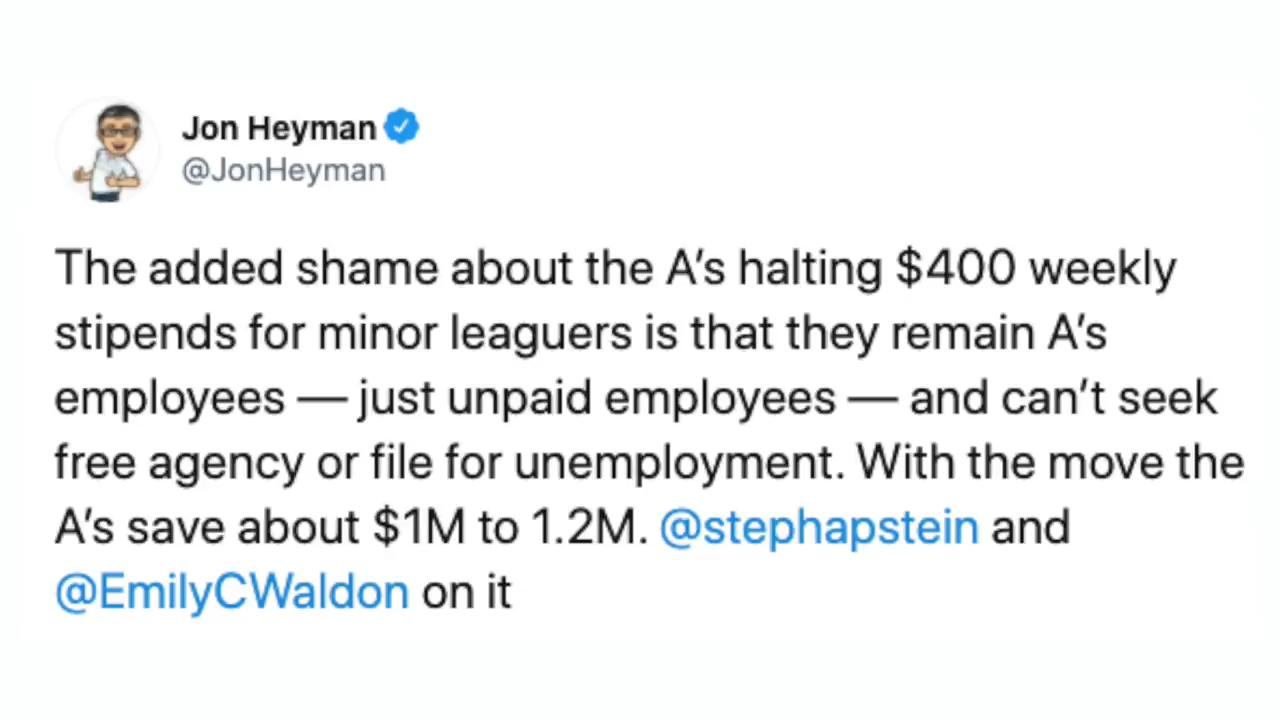 Jon Heyman
@JonHeyman
The added shame about the A’s halting $400 weekly
stipends for minor leaguers is that they remain A’s
employees — just unpaid employees — and can’t seek
free agency or file for unemployment. With the move the
A’s save about $1M to 1.2M. @stephapstein and
@EmilyCWaldon on it